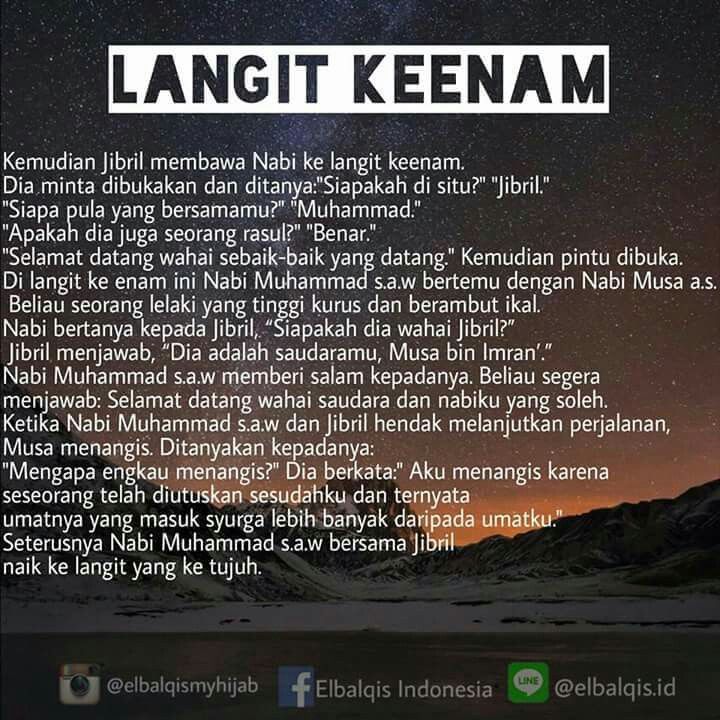 LANGIT KEENAM
Kemudian Jibril membawa Nabi ke langit keenam.
Dia minta dibukakan dan ditanya:"Siapakah di situ?" "Jibril."
"Siapa pula yang bersamamu?" "Muhammad."
"Apakah dia juga seorang rasul?" "Benar."
"Selamat datang wahai sebaik-baik yang datang." Kemudian pintu dibuka.
Di langit ke enam ini Nabi Muhammad s.a.w bertemu dengan Nabi Musa a.s.
Beliau seorang lelaki yang tinggi kurus dan berambut ikal.
Nabi bertanya kepada Jibril, “Siapakah dia wahai Jibril?”
Jibril menjawab, “Dia adalah saudaramu, Musa bin Imran’.”
Nabi Muhammad s.a.w memberi salam kepadanya. Beliau segera
menjawab: Selamat datang wahai saudara dan nabiku yang soleh.
Ketika Nabi Muhammad s.a.w dan Jibril hendak melanjutkan perjalanan,
Musa menangis. Ditanyakan kepadanya:
"Mengapa engkau menangis?" Dia berkata:" Aku menangis karena
seseorang telah diutuskan sesudahku dan ternyata
umatnya yang masuk syurga lebih banyak daripada umatku."
Seterusnya Nabi Muhammad s.a.w bersama Jibril
naik ke langit yang ke tujuh.
@elbalqismyhijab
Elbalqis Indonesia
LINE
@elbalqis.id